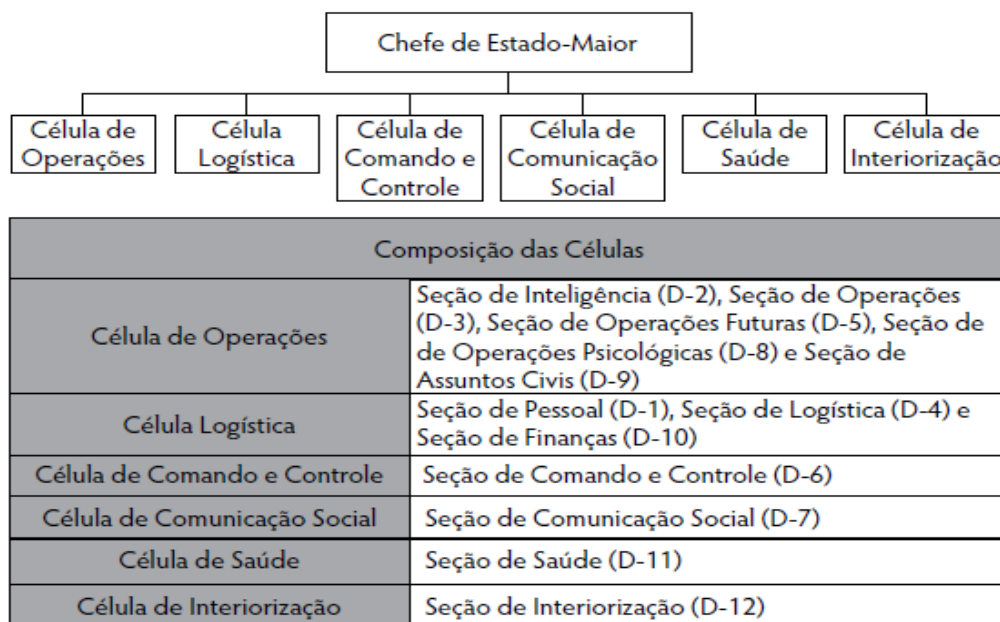 Chefe de Estado-Maior
Célula de
Operações
Célula
Logística
Célula de
Comando e
Controle
Célula de
Comunicação
Social
Célula de
Saúde
Célula de
Interiorização
Composição das Células
Célula de Operações
Seção de Inteligência (D-2), Seção de Operações
(D-3), Seção de Operações Futuras (D-5), Seção de
de Operações Psicológicas (D-8) e Seção de
Assuntos Civis (D-9)
Célula Logística
Seção de Pessoal (D-1), Seção de Logística (D-4) e
Seção de Finanças (D-10)
Célula de Comando e Controle
Seção de Comando e Controle (D-6)
Célula de Comunicação Social
Seção de Comunicação Social (D-7)
Célula de Saúde
Seção de Saúde (D-11)
Célula de Interiorização
Seção de Interiorização (D-12)